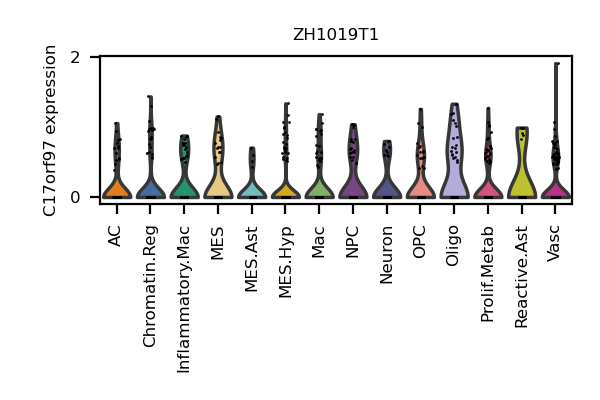 ZH1019T1
C17orf97 expression
2
0
AC
Chromatin.Reg
Inflammatory.Mac
MES
MES.Ast
MES.Hyp
Mac
NPC
Neuron
OPC
Oligo
Prolif.Metab
Reactive.Ast
Vasc